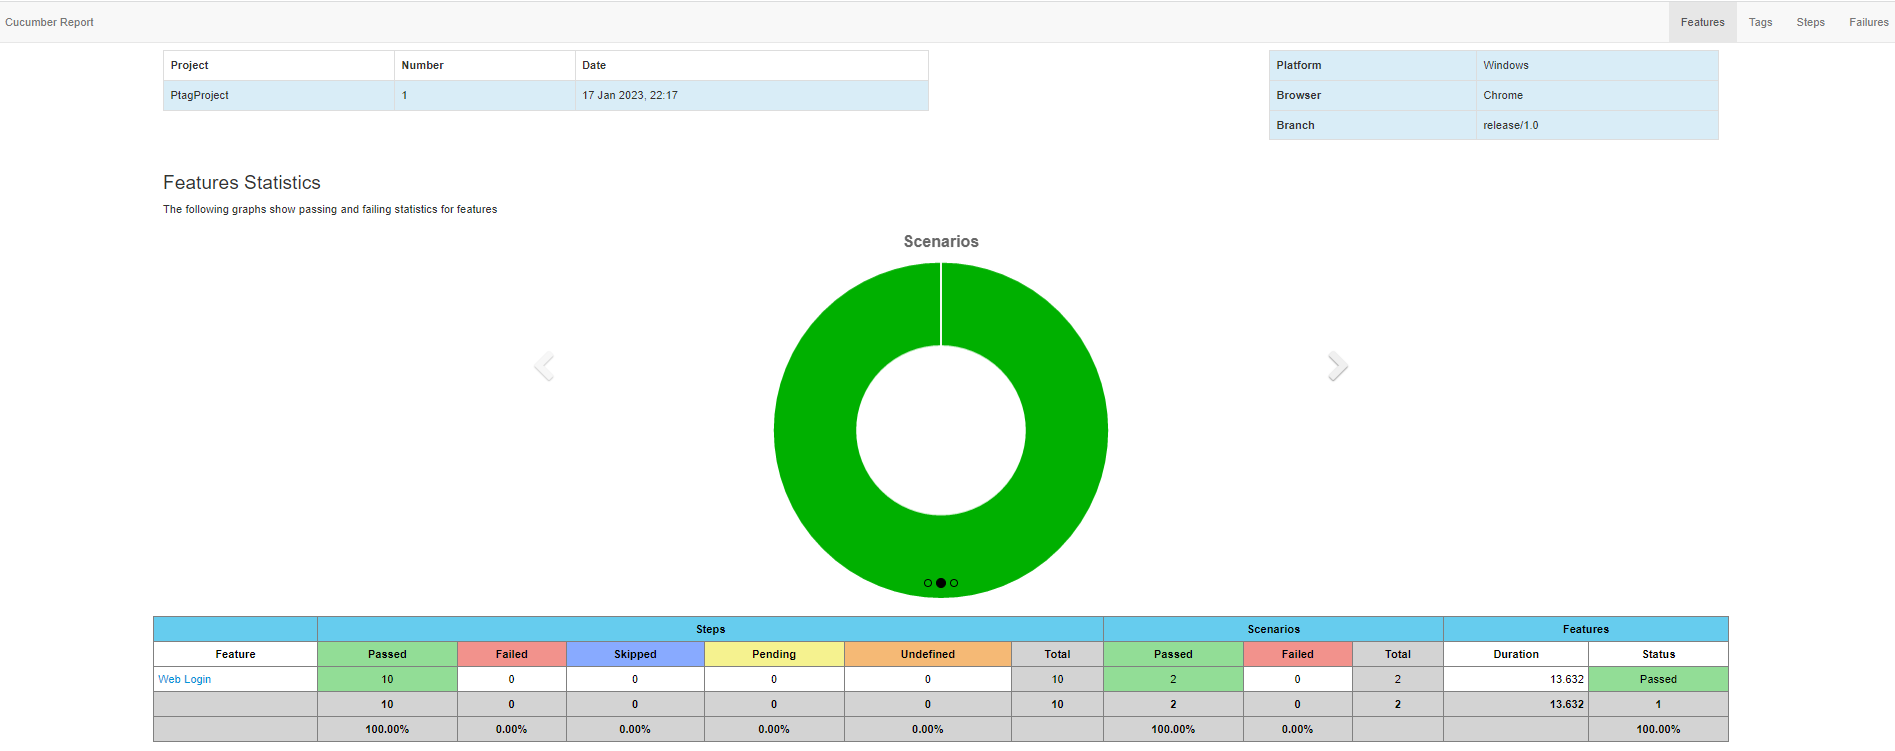 Cucumber Report Features Tags Steps Failures
Project Number Date
PtagProject 1 17 Jan 2023, 22:17
Platform Windows
Browser Chrome
Branch release/1.0
Features Statistics
The following graphs show passing and failing statistics for features
Scenarios
Steps Scenarios Features
Feature Passed Failed Skipped Pending Undefined Total Passed Failed Total Duration Status
Web Login 10 0 0 0 0 10 2 0 2 13.632 Passed
10 0 0 0 0 10 2 0 2 13.632 1
100.00% 0.00% 0.00% 0.00% 0.00% 100.00% 0.00% 100.00%